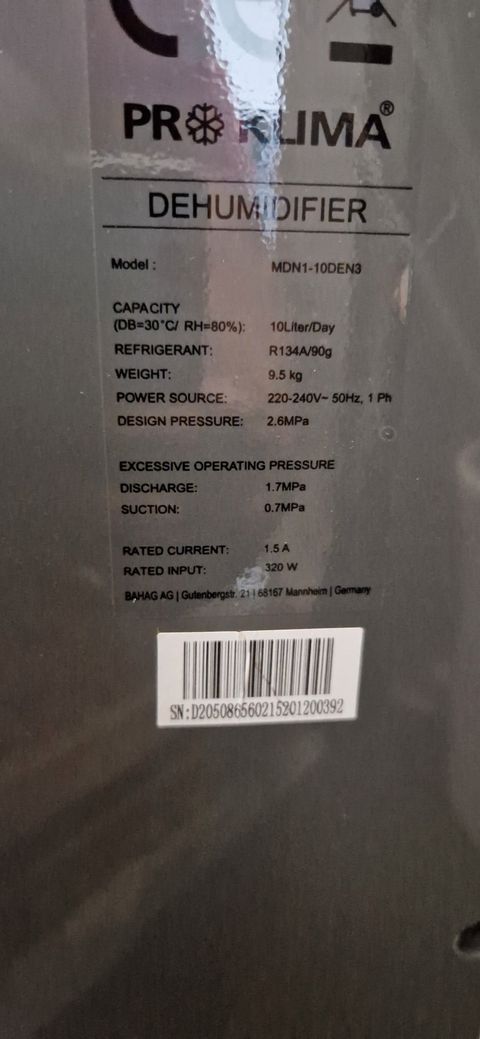 PRO KLIMA®
DEHUMIDIFIER
Model : MDN1-10DEN3
CAPACITY
(DB=30°C/ RH=80%): 10Liter/Day
REFRIGERANT: R134A/90g
WEIGHT: 9.5 kg
POWER SOURCE: 220-240V~ 50Hz, 1 Ph
DESIGN PRESSURE: 2.6MPa
EXCESSIVE OPERATING PRESSURE
DISCHARGE: 1.7MPa
SUCTION: 0.7MPa
RATED CURRENT: 1.5 A
RATED INPUT: 320 W
BAHAG AG | Gutenbergstr. 21 | 68167 Mannheim | Germany
SN:D205086560215201200392